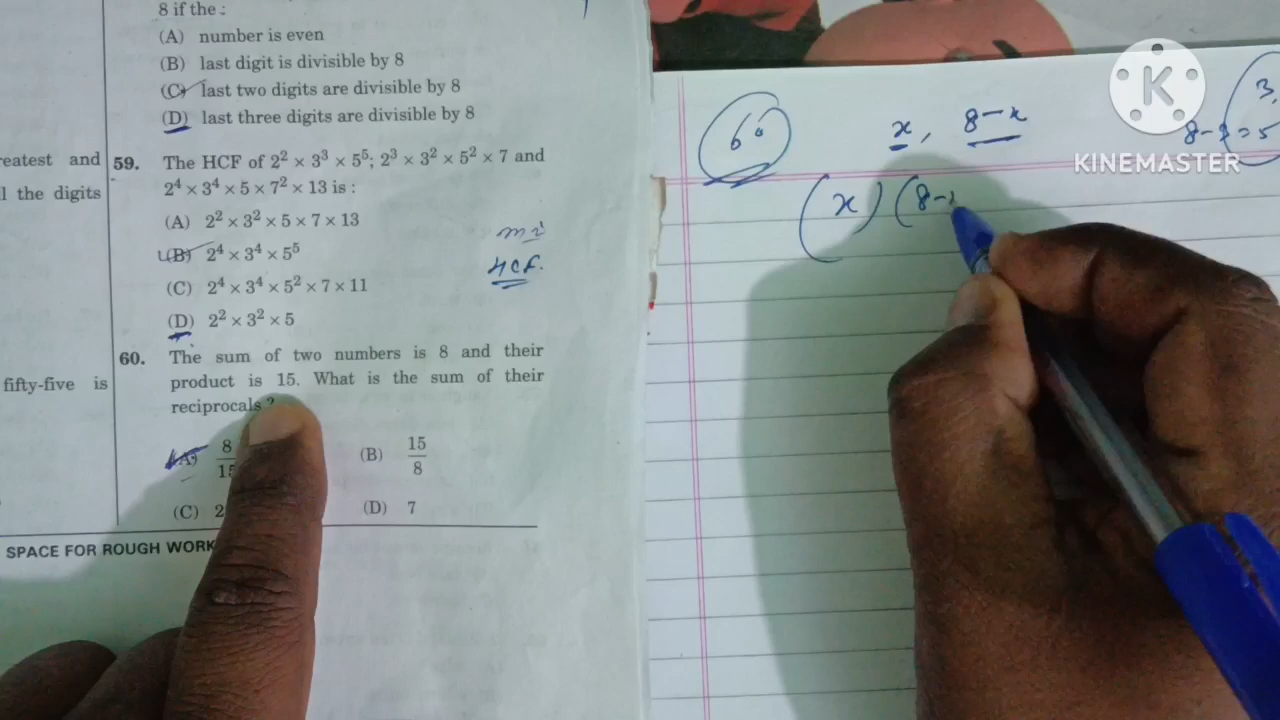 8 if the :
(A) number is even
(B) last digit is divisible by 8
(C) last two digits are divisible by 8
(D) last three digits are divisible by 8
reatest and
l the digits
59. The HCF of 2² × 3³ × 5⁵; 2³ × 3² × 5² × 7 and
2⁴ × 3⁴ × 5 × 7² × 13 is :
(A) 2² × 3² × 5 × 7 × 13
(B) 2⁴ × 3⁴ × 5⁵
(C) 2⁴ × 3⁴ × 5² × 7 × 11
(D) 2² × 3² × 5
HCF.
fifty-five is
60. The sum of two numbers is 8 and their
product is 15. What is the sum of their
reciprocals ?
(A) 8
(B) 15/8
(C) 2
(D) 7
SPACE FOR ROUGH WORK
x, 8-x
(x)(8-x
K
KINEMASTER